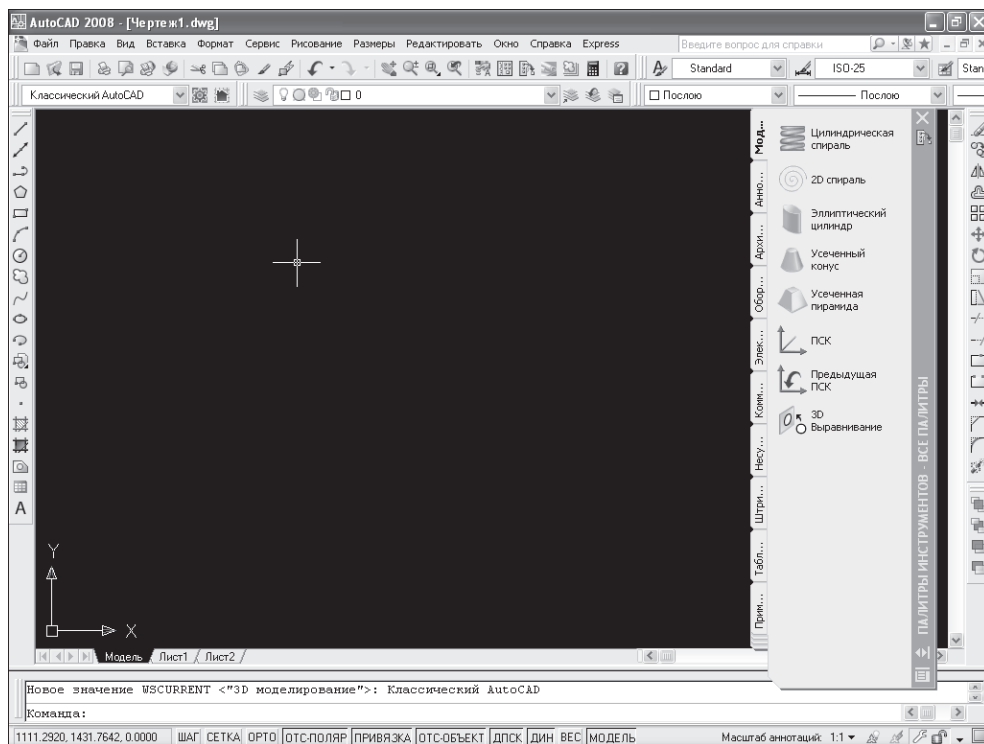 AutoCAD 2008 - [Чертеж1.dwg]
Файл Правка Вид Вставка Формат Сервис Рисование Размеры Редактировать Окно Справка Express Введите вопрос для справки
Standard ISO-25 Stan
Классический AutoCAD 0 Послою Послою
Мод...
Анно...
Архи...
Обор...
Элек...
Комм...
Несу...
Штри...
Табл...
Прим...
Цилиндрическая
спираль
2D спираль
Эллиптический
цилиндр
Усеченный
конус
Усеченная
пирамида
ПСК
Предыдущая
ПСК
3D
Выравнивание
ПАЛИТРЫ ИНСТРУМЕНТОВ - ВСЕ ПАЛИТРЫ
A
Y
X
Модель Лист1 Лист2
Новое значение WSCURRENT <"3D моделирование">: Классический AutoCAD
Команда:
1111.2920, 1431.7642, 0.0000 ШАГ СЕТКА ОРТО ОТС-ПОЛЯР ПРИВЯЗКА ОТС-ОБЪЕКТ ДПСК ДИН ВЕС МОДЕЛЬ Масштаб аннотаций: 1:1